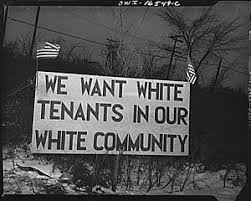 OWI-16549-C
WE WANT WHITE
TENANTS IN OUR
WHITE COMMUNITY